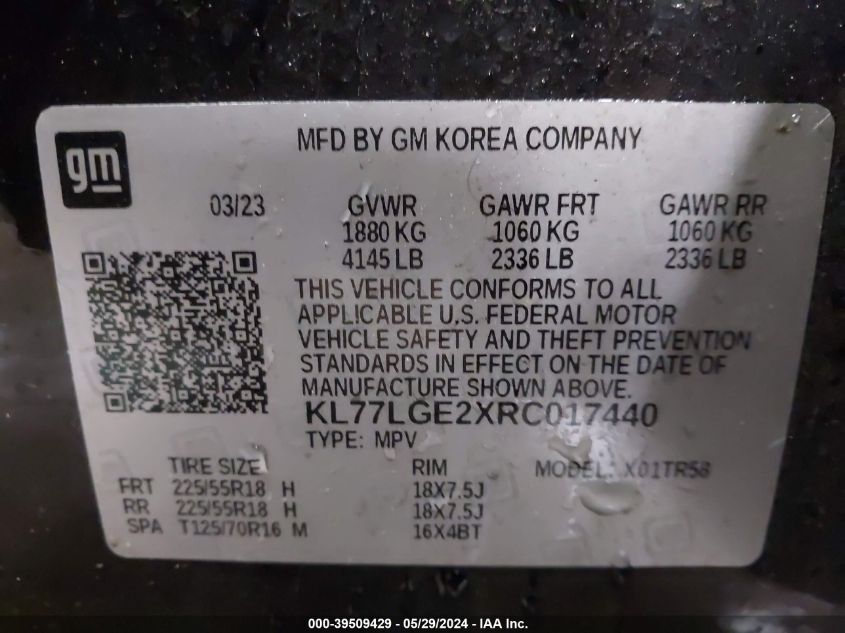 gm
MFD BY GM KOREA COMPANY
03/23 GVWR GAWR FRT GAWR RR
1880 KG 1060 KG 1060 KG
4145 LB 2336 LB 2336 LB
THIS VEHICLE CONFORMS TO ALL
APPLICABLE U.S. FEDERAL MOTOR
VEHICLE SAFETY AND THEFT PREVENTION
STANDARDS IN EFFECT ON THE DATE OF
MANUFACTURE SHOWN ABOVE.
KL77LGE2XRC017440
TYPE: MPV
TIRE SIZE RIM MODEL: X01TR58
FRT 225/55R18 H 18X7.5J
RR 225/55R18 H 18X7.5J
SPA T125/70R16 M 16X4BT
000-39509429 - 05/29/2024 - IAA Inc.